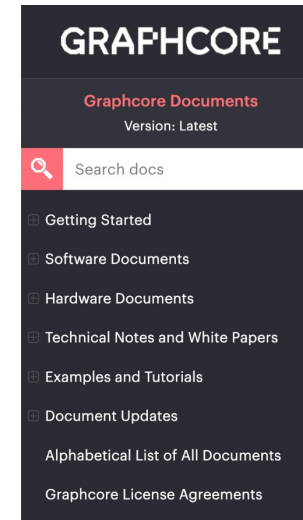 GRAPHCORE
Graphcore Documents
Version: Latest
Search docs
Getting Started
Software Documents
Hardware Documents
Technical Notes and White Papers
Examples and Tutorials
Document Updates
Alphabetical List of All Documents
Graphcore License Agreements